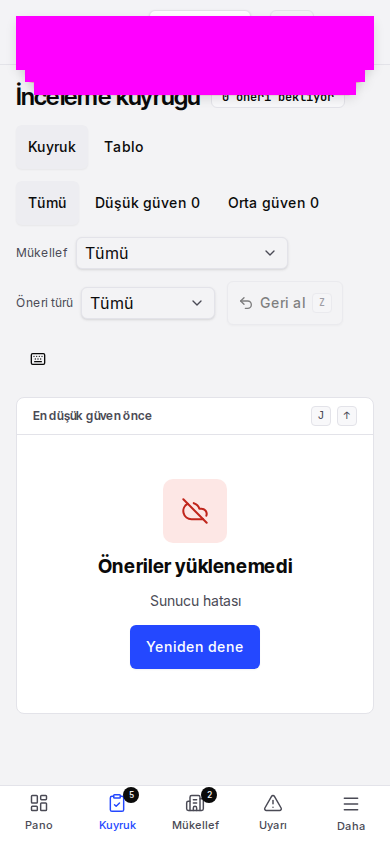 İnceleme kuyruğu
0 öneri bekliyor
Kuyruk Tablo
Tümü Düşük güven 0 Orta güven 0
Mükellef Tümü
Öneri türü Tümü Geri al Z
En düşük güven önce J ↑
Öneriler yüklenemedi
Sunucu hatası
Yeniden dene
5 2
Pano Kuyruk Mükellef Uyarı Daha